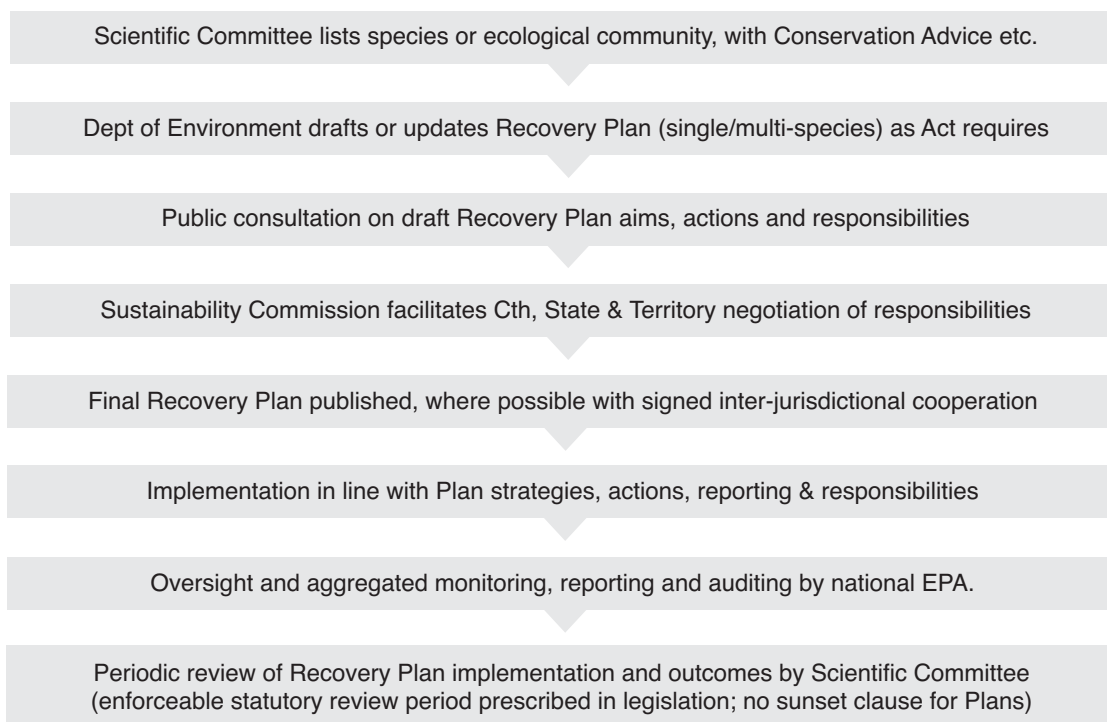 Scientific Committee lists species or ecological community, with Conservation Advice etc.
Dept of Environment drafts or updates Recovery Plan (single/multi-species) as Act requires
Public consultation on draft Recovery Plan aims, actions and responsibilities
Sustainability Commission facilitates Cth, State & Territory negotiation of responsibilities
Final Recovery Plan published, where possible with signed inter-jurisdictional cooperation
Implementation in line with Plan strategies, actions, reporting & responsibilities
Oversight and aggregated monitoring, reporting and auditing by national EPA.
Periodic review of Recovery Plan implementation and outcomes by Scientific Committee
(enforceable statutory review period prescribed in legislation; no sunset clause for Plans)